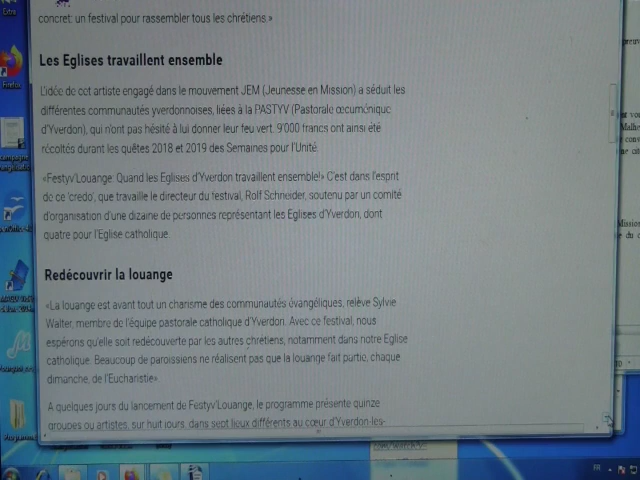 concret: un festival pour rassembler tous les chrétiens.»
Les Eglises travaillent ensemble
L'idée de cet artiste engagé dans le mouvement JEM (Jeunesse en Mission) a séduit les
différentes communautés yverdonnoises, liées à la PASTYV (Pastorale œcuménique
d'Yverdon), qui n'ont pas hésité à lui donner leur feu vert. 9'000 francs ont ainsi été
récoltés durant les quêtes 2018 et 2019 des Semaines pour l'Unité.
«Festyv'Louange: Quand les Eglises d'Yverdon travaillent ensemble!» C'est dans l'esprit
de ce 'credo', que travaille le directeur du festival, Rolf Schneider, soutenu par un comité
d'organisation d'une dizaine de personnes représentant les Eglises d'Yverdon, dont
quatre pour l'Eglise catholique.
Redécouvrir la louange
«La louange est avant tout un charisme des communautés évangéliques, relève Sylvie
Walter, membre de l'équipe pastorale catholique d'Yverdon. Avec ce festival, nous
espérons qu'elle soit redécouverte par les autres chrétiens, notamment dans notre Eglise
catholique. Beaucoup de paroissiens ne réalisent pas que la louange fait partie, chaque
dimanche, de l'Eucharistie».
A quelques jours du lancement de Festyv'Louange, le programme présente quinze
groupes ou artistes, sur huit jours, dans sept lieux différents au cœur d'Yverdon-les-
Extra
Firefox
FR